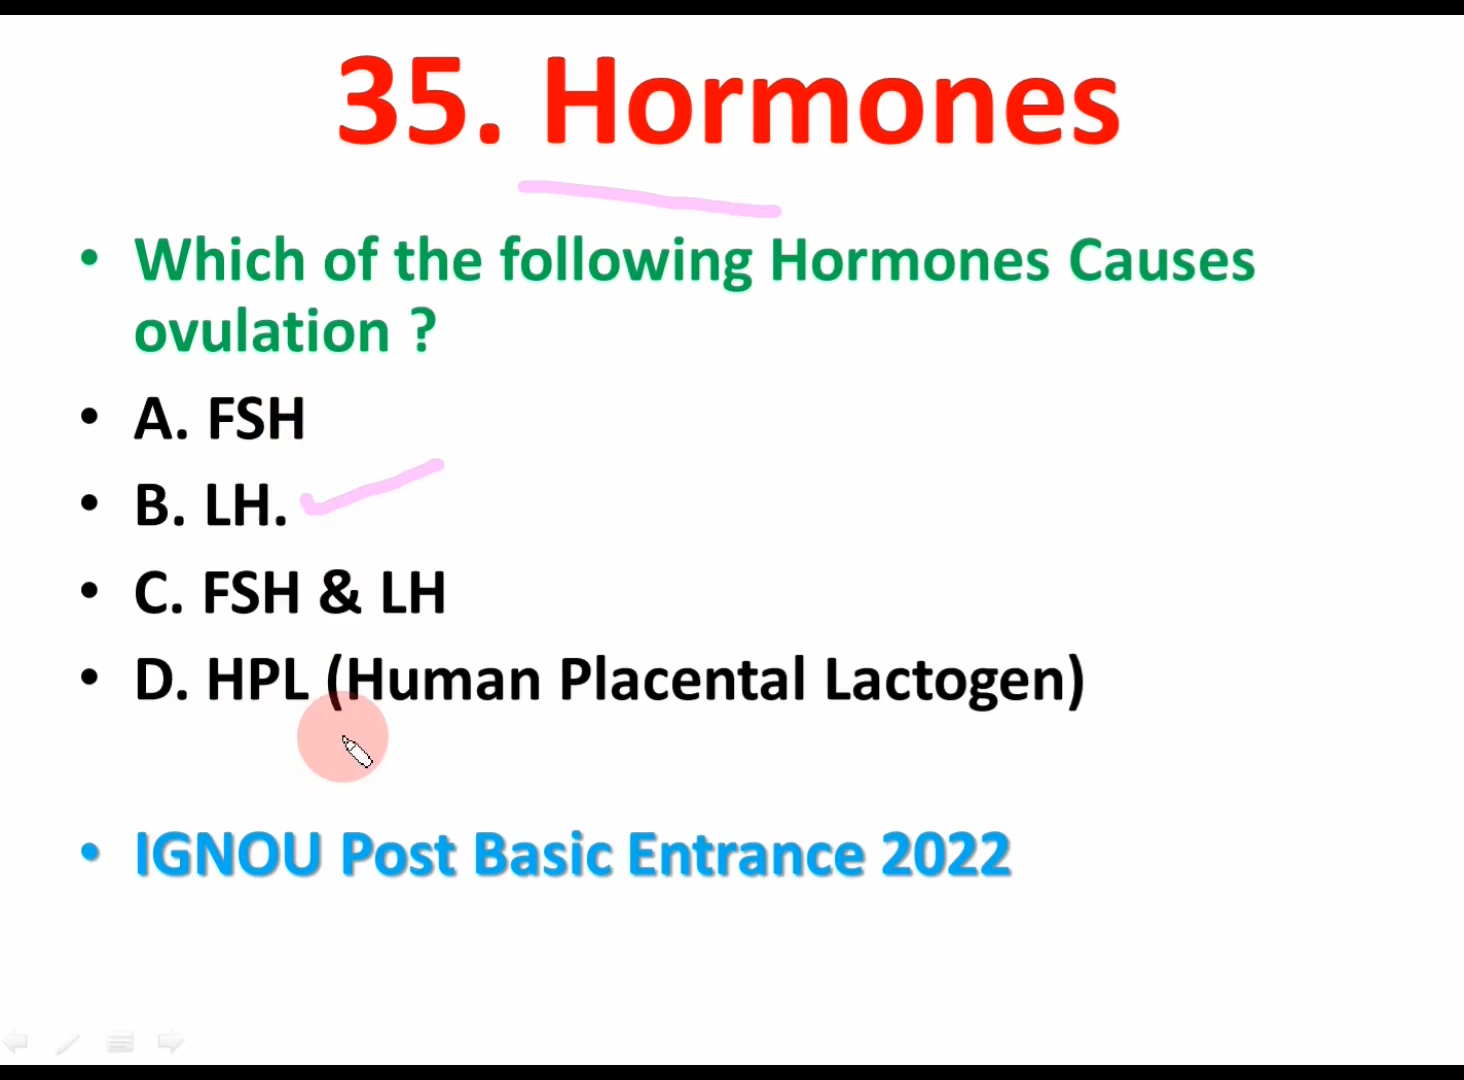 35. Hormones
• Which of the following Hormones Causes
ovulation ?
• A. FSH
• B. LH.
• C. FSH & LH
• D. HPL (Human Placental Lactogen)
• IGNOU Post Basic Entrance 2022